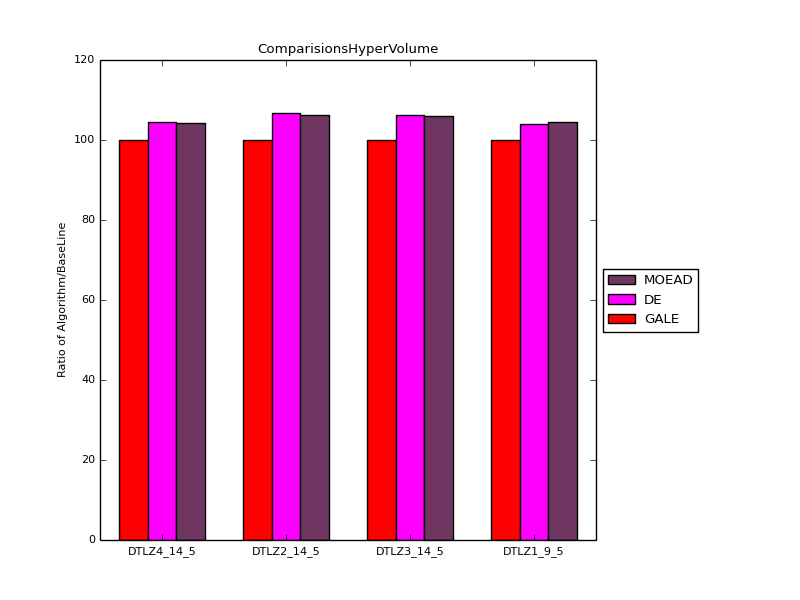 ComparisionsHyperVolume
120
100
80
60
40
20
0
Ratio of Algorithm/BaseLine
DTLZ4_14_5 DTLZ2_14_5 DTLZ3_14_5 DTLZ1_9_5
MOEAD
DE
GALE